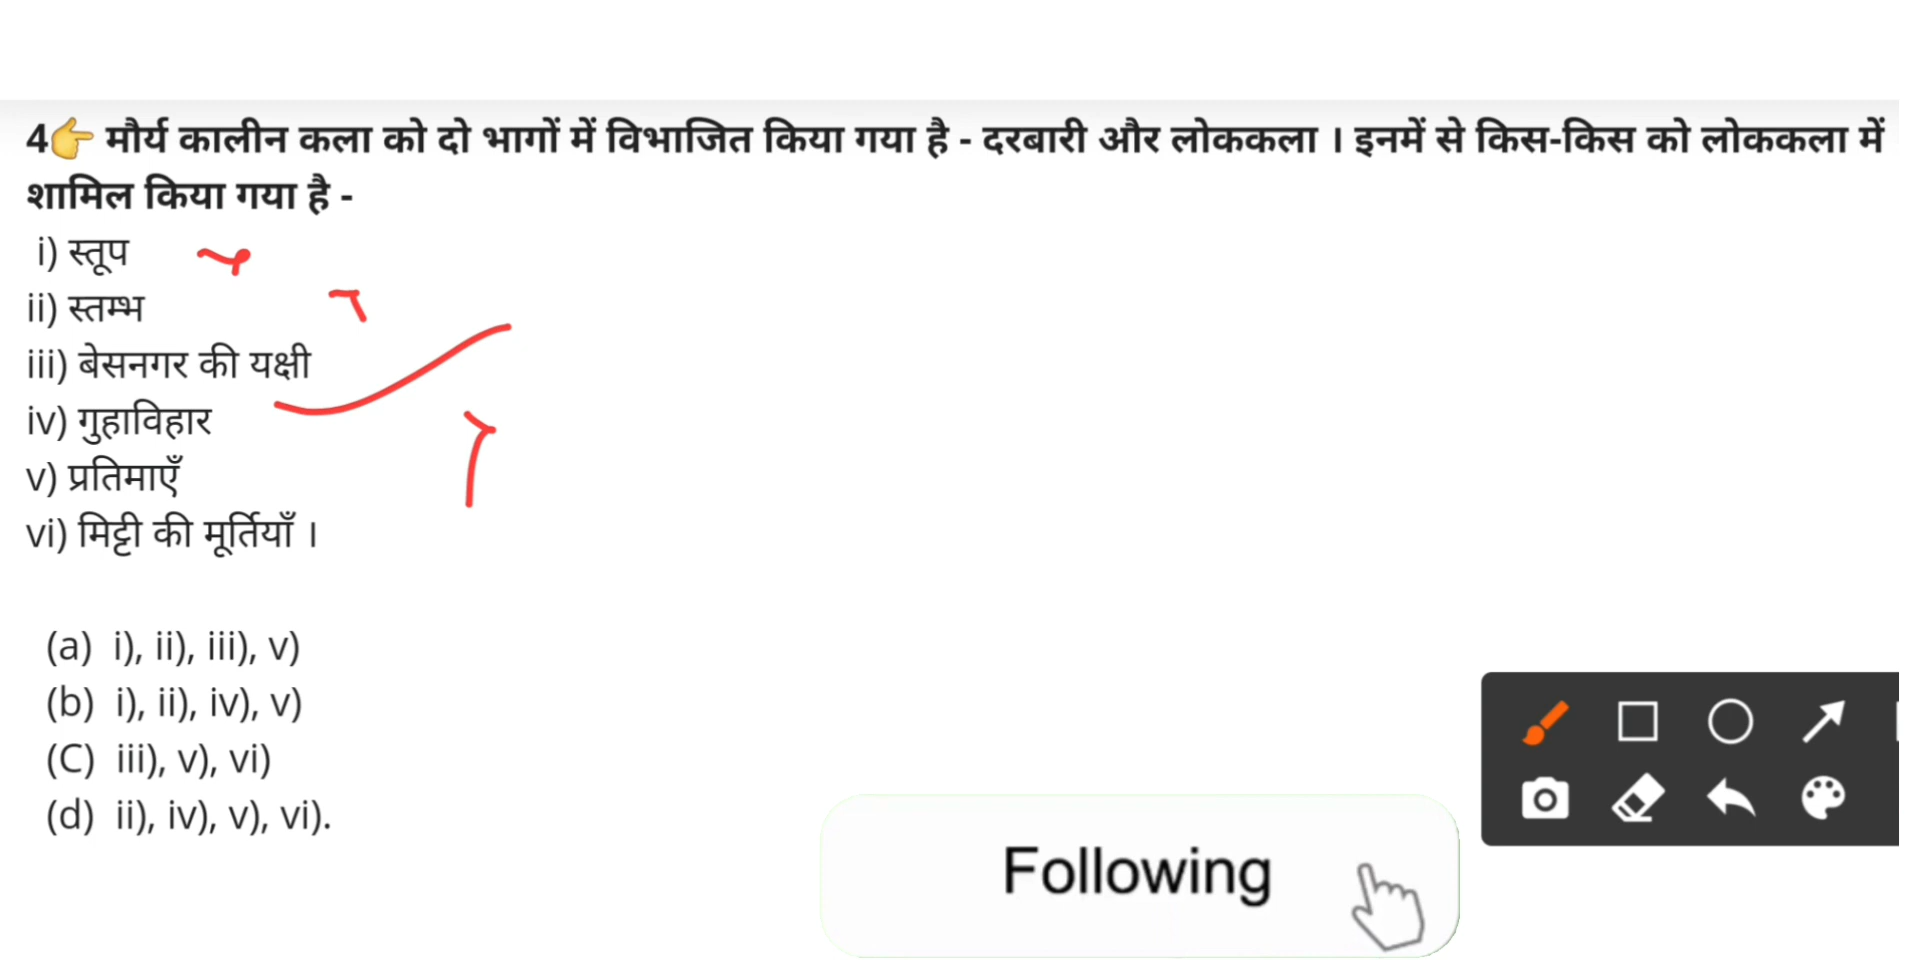 4👉 मौर्य कालीन कला को दो भागों में विभाजित किया गया है - दरबारी और लोककला । इनमें से किस-किस को लोककला में
शामिल किया गया है -
i) स्तूप
ii) स्तम्भ
iii) बेसनगर की यक्षी
iv) गुहाविहार
v) प्रतिमाएँ
vi) मिट्टी की मूर्तियाँ ।
(a) i), ii), iii), v)
(b) i), ii), iv), v)
(C) iii), v), vi)
(d) ii), iv), v), vi).
Following